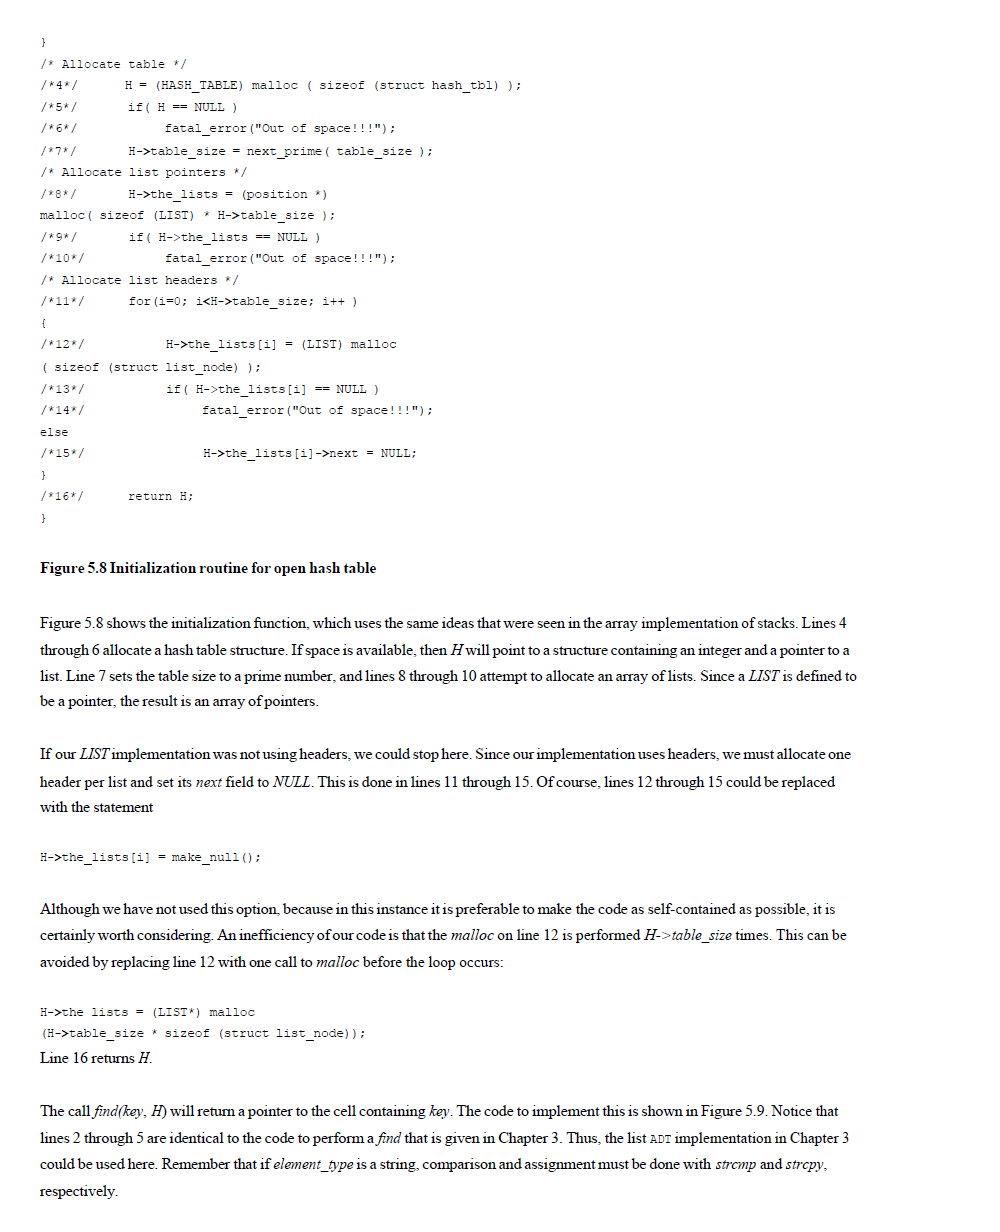 }
/* Allocate table */
/*4*/ H = (HASH_TABLE) malloc ( sizeof (struct hash_tbl) );
/*5*/ if( H == NULL )
/*6*/ fatal_error("Out of space!!!");
/*7*/ H->table_size = next_prime( table_size );
/* Allocate list pointers */
/*8*/ H->the_lists = (position *)
malloc( sizeof (LIST) * H->table_size );
/*9*/ if( H->the_lists == NULL )
/*10*/ fatal_error("Out of space!!!");
/* Allocate list headers */
/*11*/ for(i=0; i<H->table_size; i++ )
{
/*12*/ H->the_lists[i] = (LIST) malloc
( sizeof (struct list_node) );
/*13*/ if( H->the_lists[i] == NULL )
/*14*/ fatal_error("Out of space!!!");
else
/*15*/ H->the_lists[i]->next = NULL;
}
/*16*/ return H;
}
Figure 5.8 Initialization routine for open hash table
Figure 5.8 shows the initialization function, which uses the same ideas that were seen in the array implementation of stacks. Lines 4
through 6 allocate a hash table structure. If space is available, then H will point to a structure containing an integer and a pointer to a
list. Line 7 sets the table size to a prime number, and lines 8 through 10 attempt to allocate an array of lists. Since a LIST is defined to
be a pointer, the result is an array of pointers.
If our LIST implementation was not using headers, we could stop here. Since our implementation uses headers, we must allocate one
header per list and set its next field to NULL. This is done in lines 11 through 15. Of course, lines 12 through 15 could be replaced
with the statement
H->the_lists[i] = make_null();
Although we have not used this option, because in this instance it is preferable to make the code as self-contained as possible, it is
certainly worth considering. An inefficiency of our code is that the malloc on line 12 is performed H->table_size times. This can be
avoided by replacing line 12 with one call to malloc before the loop occurs:
H->the lists = (LIST*) malloc
(H->table_size * sizeof (struct list_node));
Line 16 returns H.
The call find(key, H) will return a pointer to the cell containing key. The code to implement this is shown in Figure 5.9. Notice that
lines 2 through 5 are identical to the code to perform a find that is given in Chapter 3. Thus, the list ADT implementation in Chapter 3
could be used here. Remember that if element_type is a string, comparison and assignment must be done with strcmp and strcpy,
respectively.